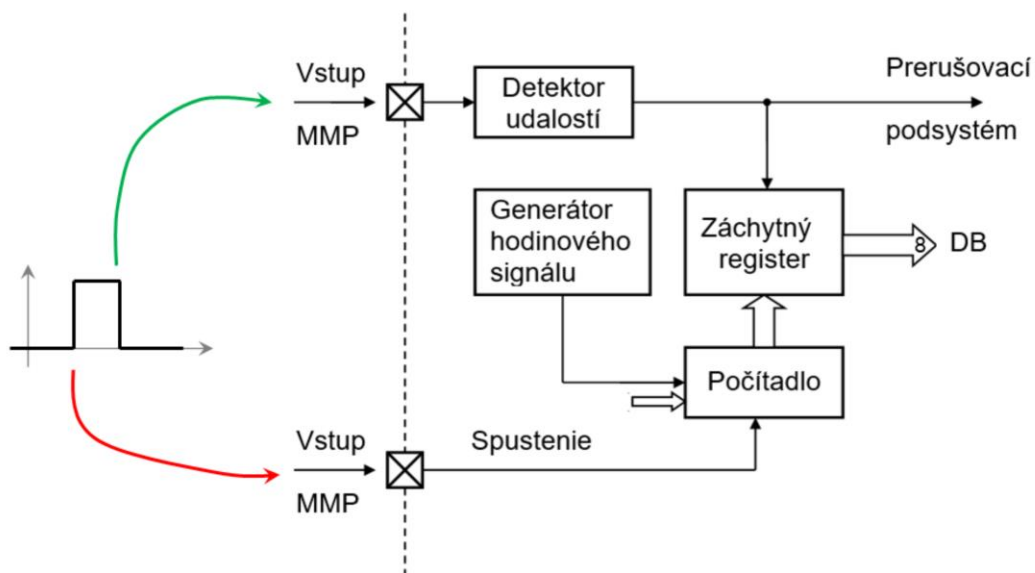 Vstup
MMP
Detektor
udalostí
Prerušovací
podsystém
Generátor
hodinového
signálu
Záchytný
register
8
DB
Počítadlo
Vstup
MMP
Spustenie